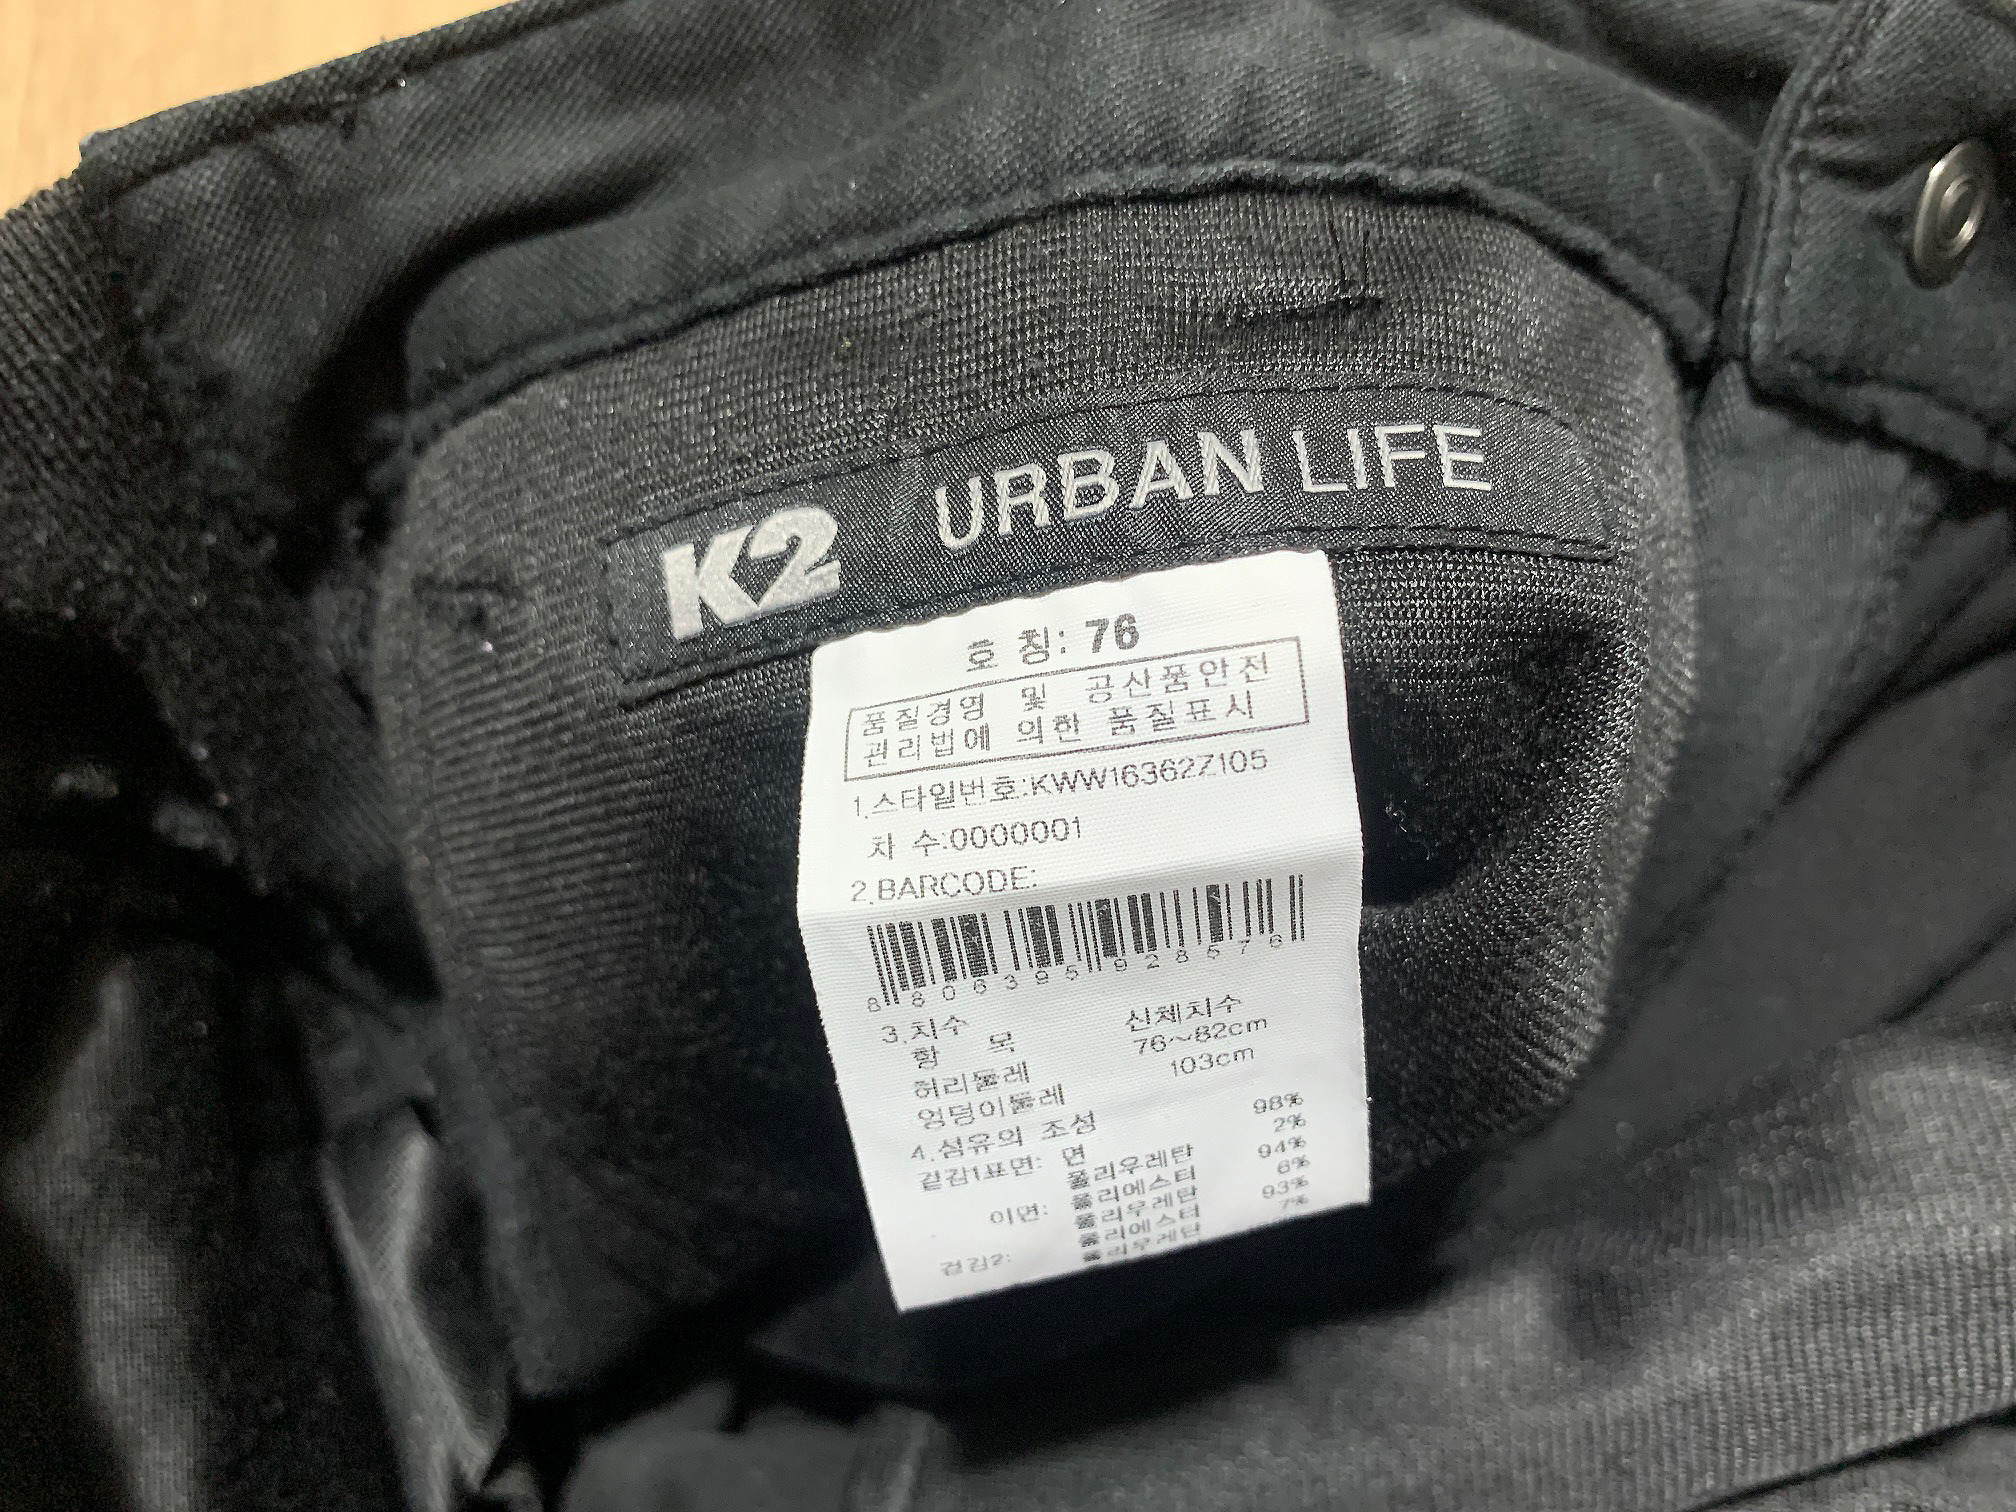 K2 URBAN LIFE
호 칭: 76
품질경영 및 공산품안전
관리법에 의한 품질표시
1.스타일번호:KWW16362Z105
차 수:0000001
2.BARCODE:
8806395928576
3.치수
항 목 신체치수
허리둘레 76~82cm
엉덩이둘레 103cm
4.섬유의 조성
겉감1표면: 면 98%
폴리우레탄 2%
이면: 폴리에스터 94%
폴리우레탄 6%
겉감2: 폴리에스터 93%
폴리우레탄 7%